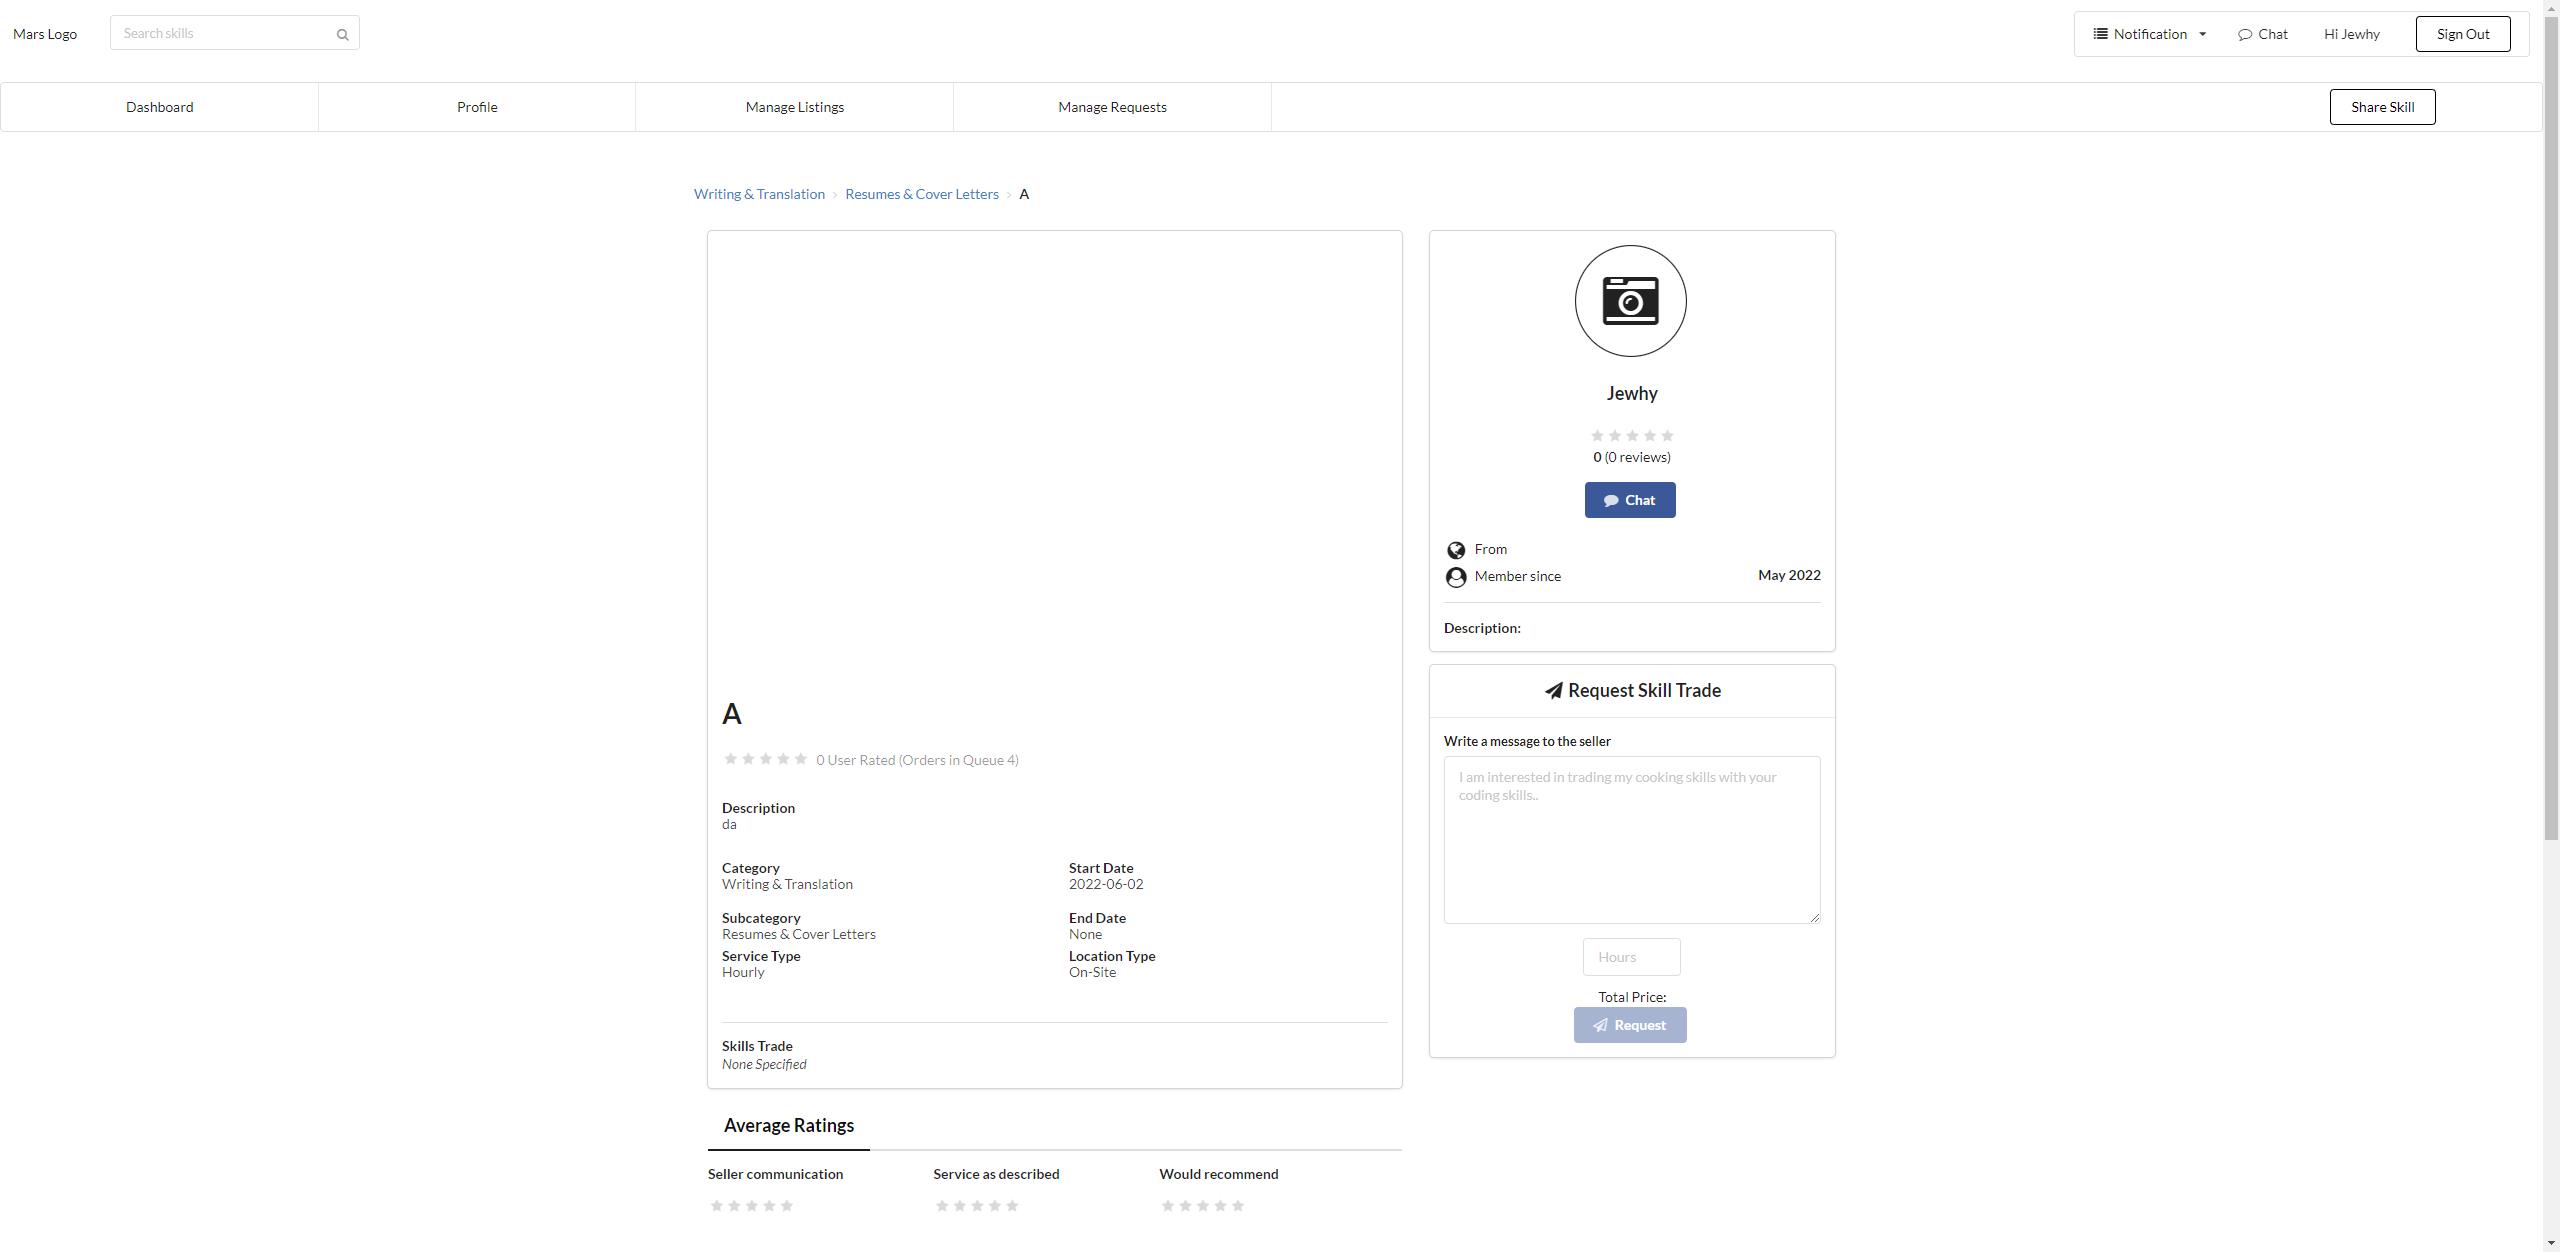 Mars Logo
Search skills
Notification
Chat
Hi Jewhy
Sign Out
Dashboard
Profile
Manage Listings
Manage Requests
Share Skill
Writing & Translation › Resumes & Cover Letters › A
A
0 User Rated (Orders in Queue 4)
Description
da
Category
Writing & Translation
Start Date
2022-06-02
Subcategory
Resumes & Cover Letters
End Date
None
Service Type
Hourly
Location Type
On-Site
Skills Trade
None Specified
Average Ratings
Seller communication
Service as described
Would recommend
Jewhy
0 (0 reviews)
Chat
From
Member since
May 2022
Description:
Request Skill Trade
Write a message to the seller
I am interested in trading my cooking skills with your
coding skills..
Hours
Total Price:
Request